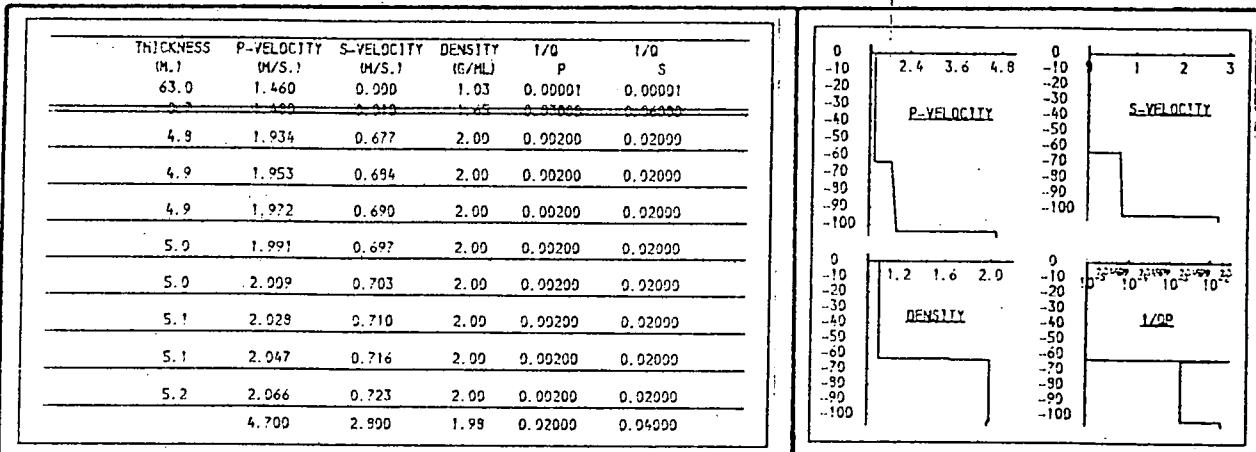 THICKNESS P-VELOCITY S-VELOCITY DENSITY 1/Q 1/Q
(M.) (M/S.) (M/S.) (G/ML) P S
63.0 1.460 0.000 1.03 0.00001 0.00001
4.8 1.934 0.677 2.00 0.00200 0.02000
4.9 1.953 0.684 2.00 0.00200 0.02000
4.9 1.972 0.690 2.00 0.00200 0.02000
5.0 1.991 0.697 2.00 0.00200 0.02000
5.0 2.009 0.703 2.00 0.00200 0.02000
5.1 2.028 0.710 2.00 0.00200 0.02000
5.1 2.047 0.716 2.00 0.00200 0.02000
5.2 2.066 0.723 2.00 0.00200 0.02000
4.700 2.900 1.98 0.02000 0.04000
0
-10 2.4 3.6 4.8
-20
-30
-40 P-VELOCITY
-50
-60
-70
-80
-90
-100
0
-10 0 1 2 3
-20
-30
-40 S-VELOCITY
-50
-60
-70
-80
-90
-100
0
-10 1.2 1.6 2.0
-20
-30
-40 DENSITY
-50
-60
-70
-80
-90
-100
0
-10
-20
-30
-40 1/QP
-50
-60
-70
-80
-90
-100